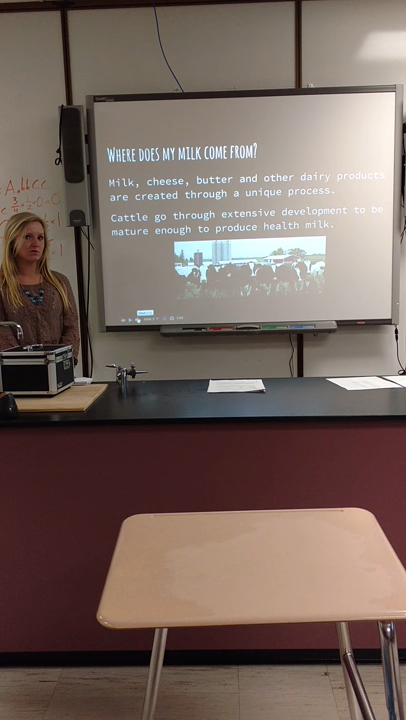 WHERE DOES MY MILK COME FROM?
Milk, cheese, butter and other dairy products
are created through a unique process.
Cattle go through extensive development to be
mature enough to produce health milk.